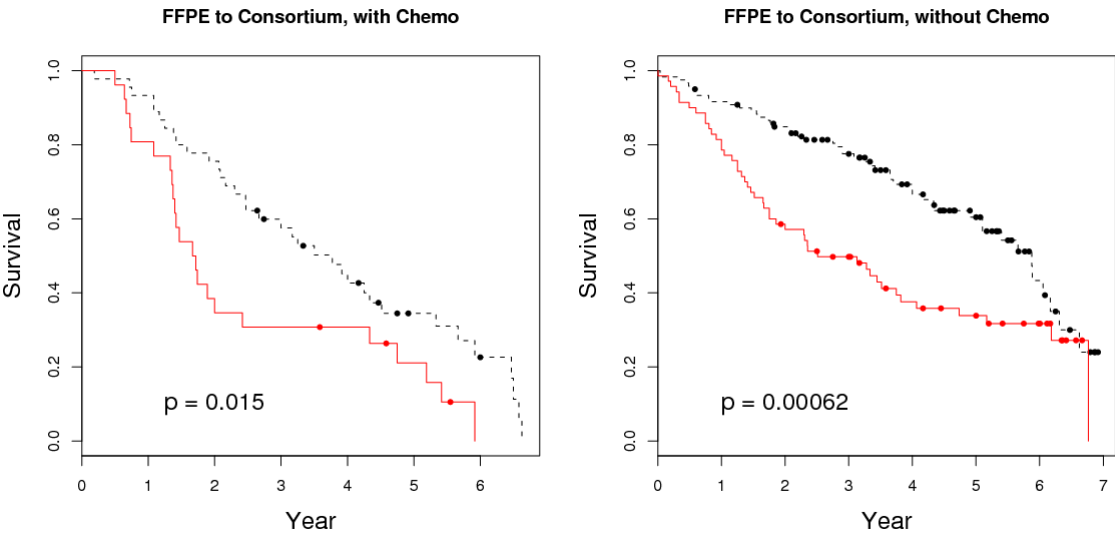 FFPE to Consortium, with Chemo
Survival
1.0
0.8
0.6
0.4
0.2
0.0
p = 0.015
0 1 2 3 4 5 6
Year
FFPE to Consortium, without Chemo
Survival
1.0
0.8
0.6
0.4
0.2
0.0
p = 0.00062
0 1 2 3 4 5 6 7
Year